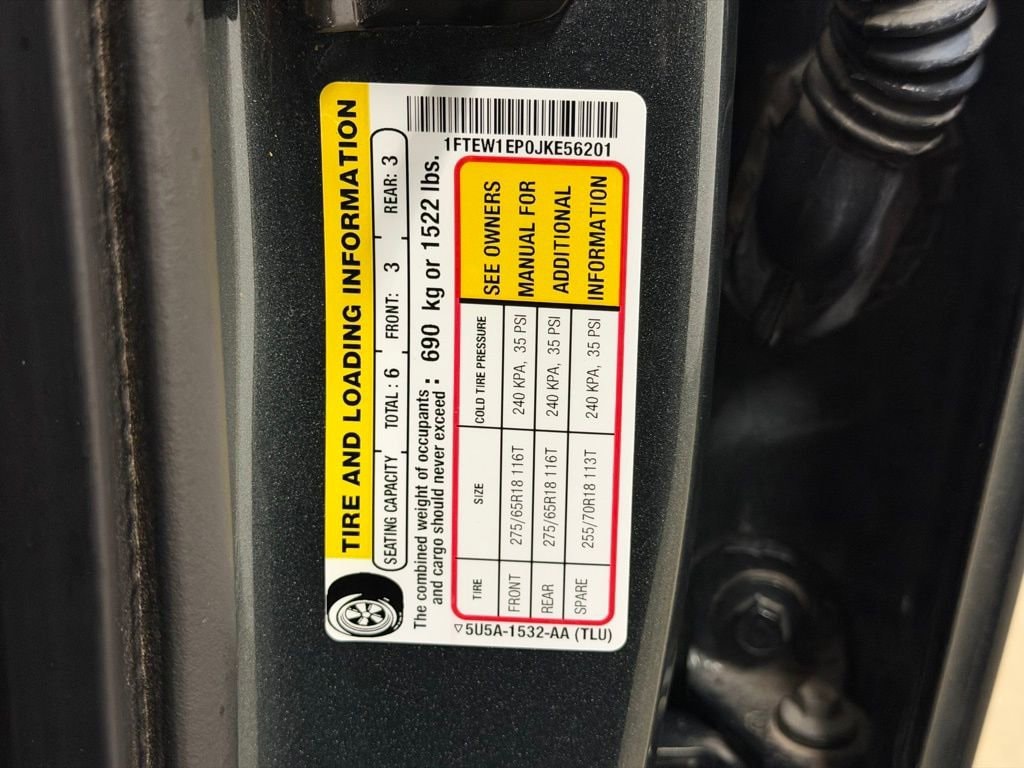 TIRE AND LOADING INFORMATION
SEATING CAPACITY TOTAL : 6 FRONT: 3 REAR: 3
The combined weight of occupants
and cargo should never exceed : 690 kg or 1522 lbs.
1FTEW1EP0JKE56201
TIRE SIZE COLD TIRE PRESSURE
FRONT 275/65R18 116T 240 KPA, 35 PSI
REAR 275/65R18 116T 240 KPA, 35 PSI
SPARE 255/70R18 113T 240 KPA, 35 PSI
SEE OWNERS
MANUAL FOR
ADDITIONAL
INFORMATION
▽5U5A-1532-AA (TLU)